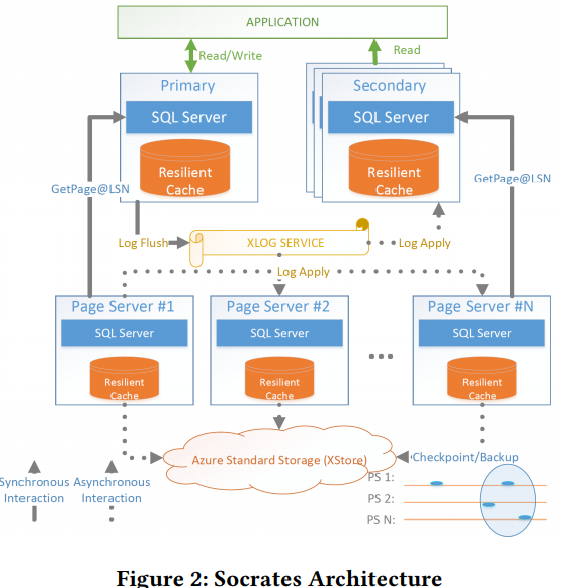 APPLICATION
Read/Write
Read
Primary
SQL Server
Resilient
Cache
Secondary
SQL Server
Resilient
Cache
GetPage@LSN
GetPage@LSN
Log Flush
XLOG SERVICE
Log Apply
Log Apply
Page Server #1
SQL Server
Resilient
Cache
Page Server #2
SQL Server
Resilient
Cache
Page Server #N
SQL Server
Resilient
Cache
Azure Standard Storage (XStore)
Checkpoint/Backup
Synchronous
Interaction
Asynchronous
Interaction
PS 1:
PS 2:
PS N:
Figure 2: Socrates Architecture